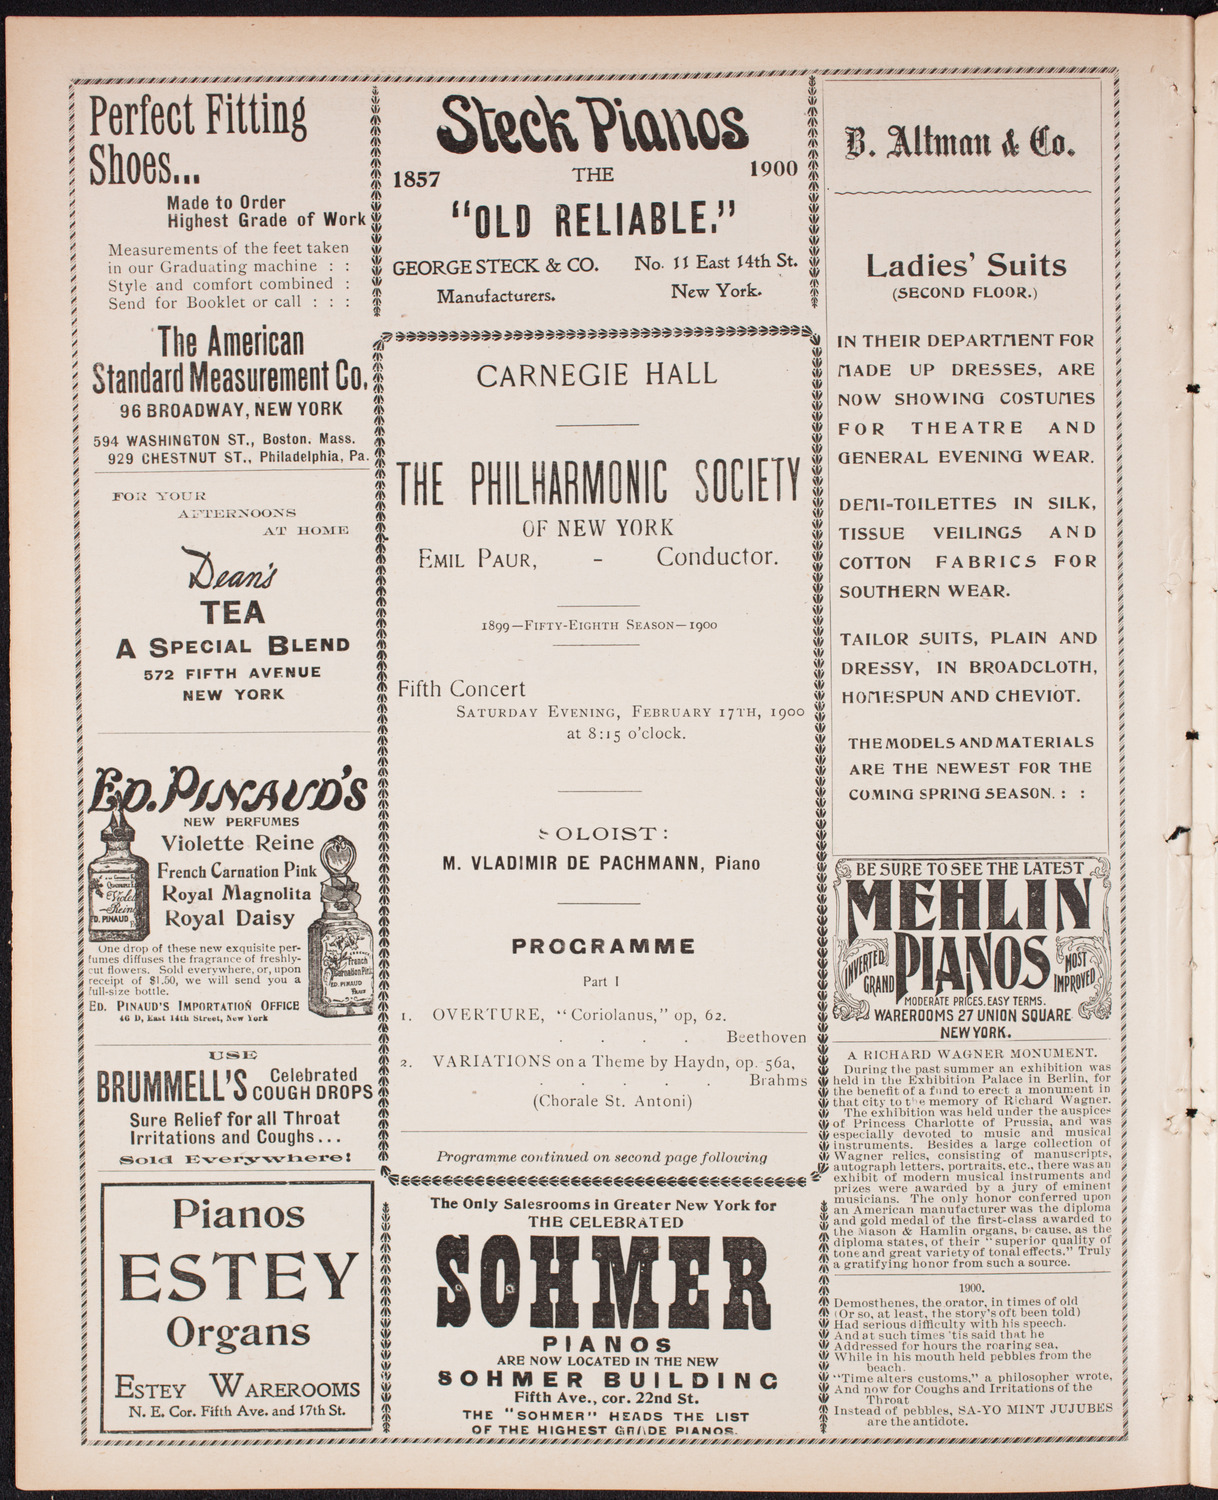 Perfect Fitting
Shoes...
Made to Order
Highest Grade of Work
Measurements of the feet taken
in our Graduating machine : :
Style and comfort combined :
Send for Booklet or call : : :
The American
Standard Measurement Co.
96 BROADWAY, NEW YORK
594 WASHINGTON ST., Boston. Mass.
929 CHESTNUT ST., Philadelphia, Pa.
FOR YOUR
AFTERNOONS
AT HOME
Dean's
TEA
A SPECIAL BLEND
572 FIFTH AVENUE
NEW YORK
ED. PINAUD'S
NEW PERFUMES
Violette Reine
French Carnation Pink
Royal Magnolita
Royal Daisy
One drop of these new exquisite per-
fumes diffuses the fragrance of freshly-
cut flowers. Sold everywhere, or, upon
receipt of $1.50, we will send you a
full-size bottle.
ED. PINAUD'S IMPORTATION OFFICE
46 D, East 14th Street, New York
USE
BRUMMELL'S Celebrated
COUGH DROPS
Sure Relief for all Throat
Irritations and Coughs...
Sold Everywhere!
Pianos
ESTEY
Organs
ESTEY WAREROOMS
N. E. Cor. Fifth Ave. and 17th St.
Steck Pianos
1857 THE 1900
"OLD RELIABLE."
GEORGE STECK & CO. No. 11 East 14th St.
Manufacturers. New York.
CARNEGIE HALL
THE PHILHARMONIC SOCIETY
OF NEW YORK
EMIL PAUR, - Conductor.
1899—FIFTY-EIGHTH SEASON—1900
Fifth Concert
SATURDAY EVENING, FEBRUARY 17TH, 1900
at 8:15 o'clock.
SOLOIST:
M. VLADIMIR DE PACHMANN, Piano
PROGRAMME
Part I
1. OVERTURE, "Coriolanus," op, 62.
. . . . Beethoven
2. VARIATIONS on a Theme by Haydn, op. 56a,
. . . . . Brahms
(Chorale St. Antoni)
Programme continued on second page following
The Only Salesrooms in Greater New York for
THE CELEBRATED
SOHMER
PIANOS
ARE NOW LOCATED IN THE NEW
SOHMER BUILDING
Fifth Ave., cor. 22nd St.
THE "SOHMER" HEADS THE LIST
OF THE HIGHEST GRADE PIANOS.
B. Altman & Co.
Ladies' Suits
(SECOND FLOOR.)
IN THEIR DEPARTMENT FOR
MADE UP DRESSES, ARE
NOW SHOWING COSTUMES
FOR THEATRE AND
GENERAL EVENING WEAR.
DEMI-TOILETTES IN SILK,
TISSUE VEILINGS AND
COTTON FABRICS FOR
SOUTHERN WEAR.
TAILOR SUITS, PLAIN AND
DRESSY, IN BROADCLOTH,
HOMESPUN AND CHEVIOT.
THE MODELS AND MATERIALS
ARE THE NEWEST FOR THE
COMING SPRING SEASON. : :
BE SURE TO SEE THE LATEST
MEHLIN
INVERTED GRAND PIANOS MOST IMPROVED
MODERATE PRICES. EASY TERMS.
WAREROOMS 27 UNION SQUARE
NEW YORK.
A RICHARD WAGNER MONUMENT.
During the past summer an exhibition was
held in the Exhibition Palace in Berlin, for
the benefit of a fund to erect a monument in
that city to the memory of Richard Wagner.
The exhibition was held under the auspices
of Princess Charlotte of Prussia, and was
especially devoted to music and musical
instruments. Besides a large collection of
Wagner relics, consisting of manuscripts,
autograph letters, portraits, etc., there was an
exhibit of modern musical instruments and
prizes were awarded by a jury of eminent
musicians. The only honor conferred upon
an American manufacturer was the diploma
and gold medal of the first-class awarded to
the Mason & Hamlin organs, because, as the
diploma states, of their "superior quality of
tone and great variety of tonal effects." Truly
a gratifying honor from such a source.
1900.
Demosthenes, the orator, in times of old
(Or so, at least, the story's oft been told)
Had serious difficulty with his speech.
And at such times 'tis said that he
Addressed for hours the roaring sea,
While in his mouth held pebbles from the
beach.
"Time alters customs," a philosopher wrote,
And now for Coughs and Irritations of the
Throat
Instead of pebbles, SA-YO MINT JUJUBES
are the antidote.